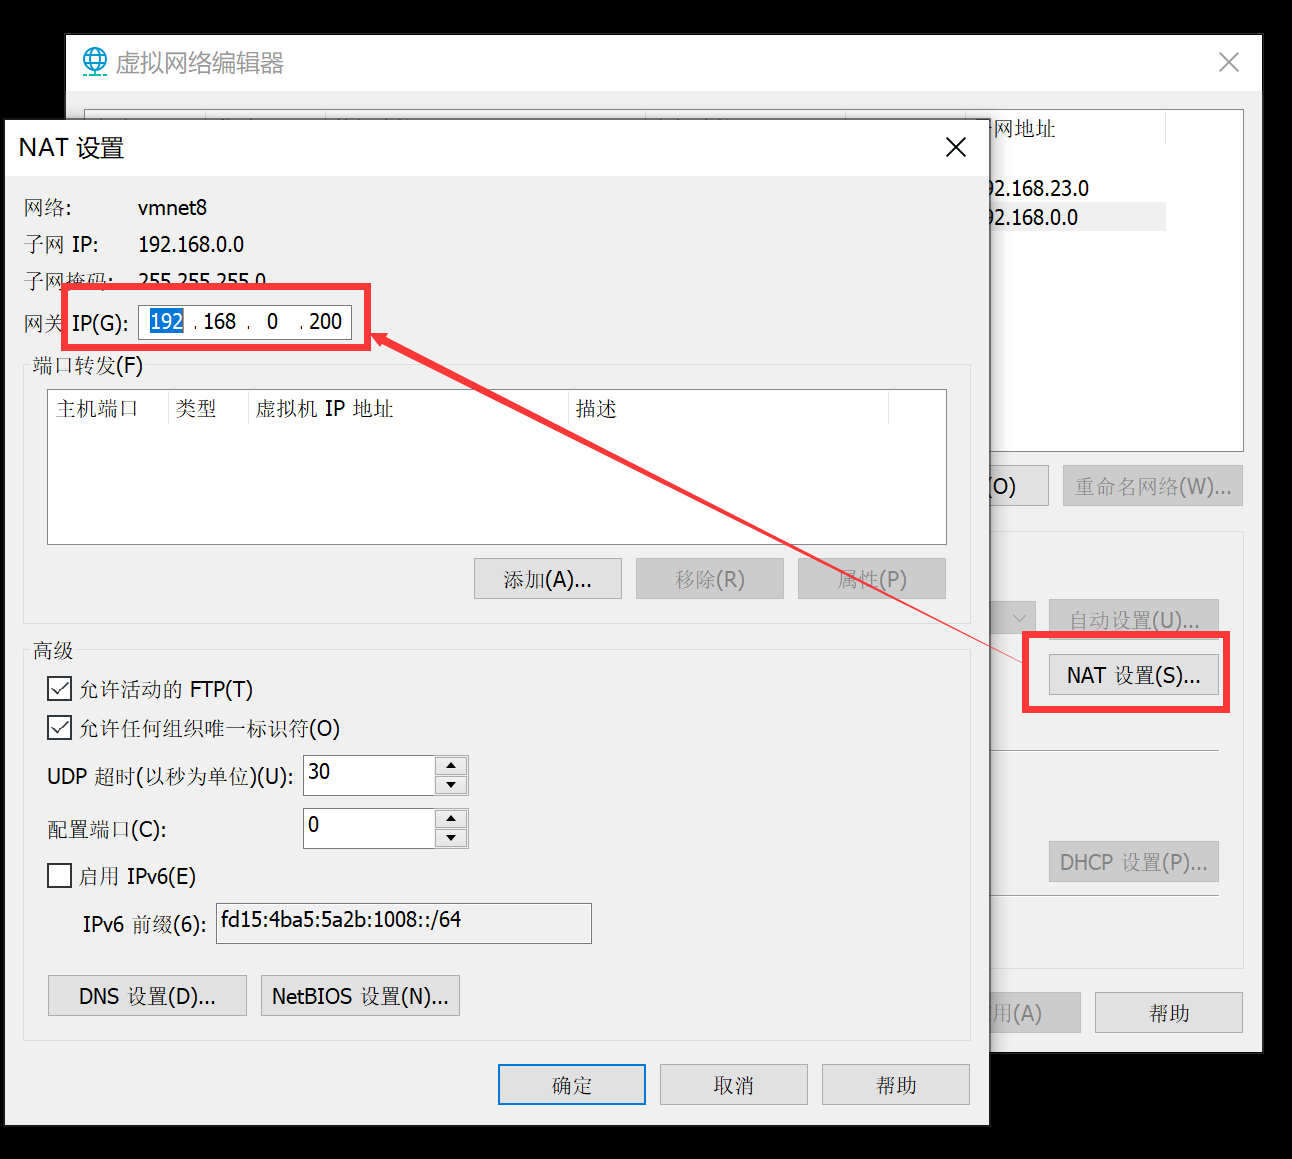 虚拟网络编辑器
网地址
92.168.23.0
92.168.0.0
(O)
重命名网络(W)...
自动设置(U)...
NAT 设置(S)...
DHCP 设置(P)...
用(A)
帮助
NAT 设置
网络: vmnet8
子网 IP: 192.168.0.0
子网掩码: 255.255.255.0
网关 IP(G): 192 . 168 . 0 . 200
端口转发(F)
主机端口 类型 虚拟机 IP 地址 描述
添加(A)... 移除(R) 属性(P)
高级
允许活动的 FTP(T)
允许任何组织唯一标识符(O)
UDP 超时(以秒为单位)(U): 30
配置端口(C): 0
启用 IPv6(E)
IPv6 前缀(6): fd15:4ba5:5a2b:1008::/64
DNS 设置(D)... NetBIOS 设置(N)...
确定 取消 帮助